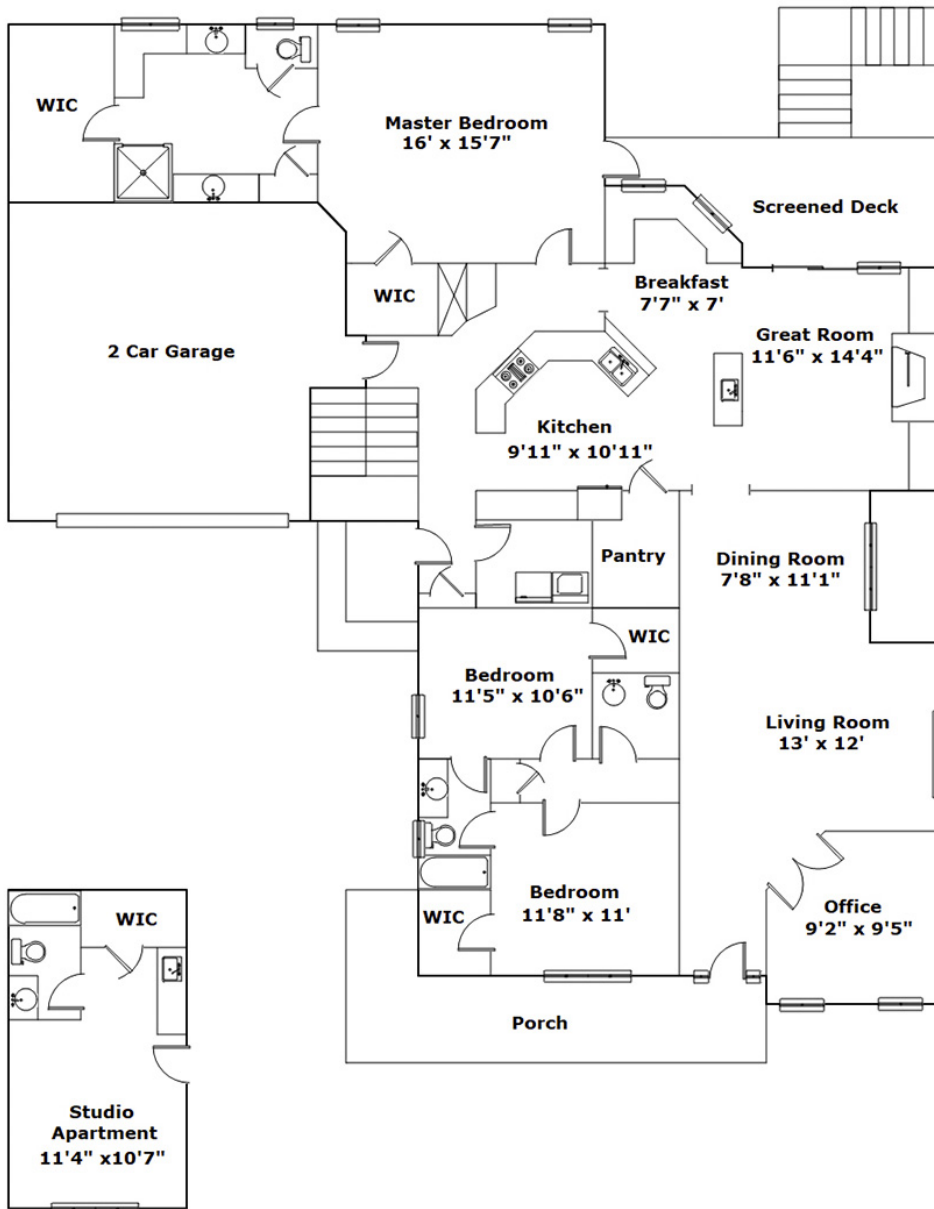 WIC
Master Bedroom
16' x 15'7"
Screened Deck
WIC
Breakfast
7'7" x 7'
2 Car Garage
Great Room
11'6" x 14'4"
Kitchen
9'11" x 10'11"
Pantry
Dining Room
7'8" x 11'1"
WIC
Bedroom
11'5" x 10'6"
Living Room
13' x 12'
Bedroom
11'8" x 11'
WIC
Office
9'2" x 9'5"
WIC
Porch
Studio
Apartment
11'4" x10'7"